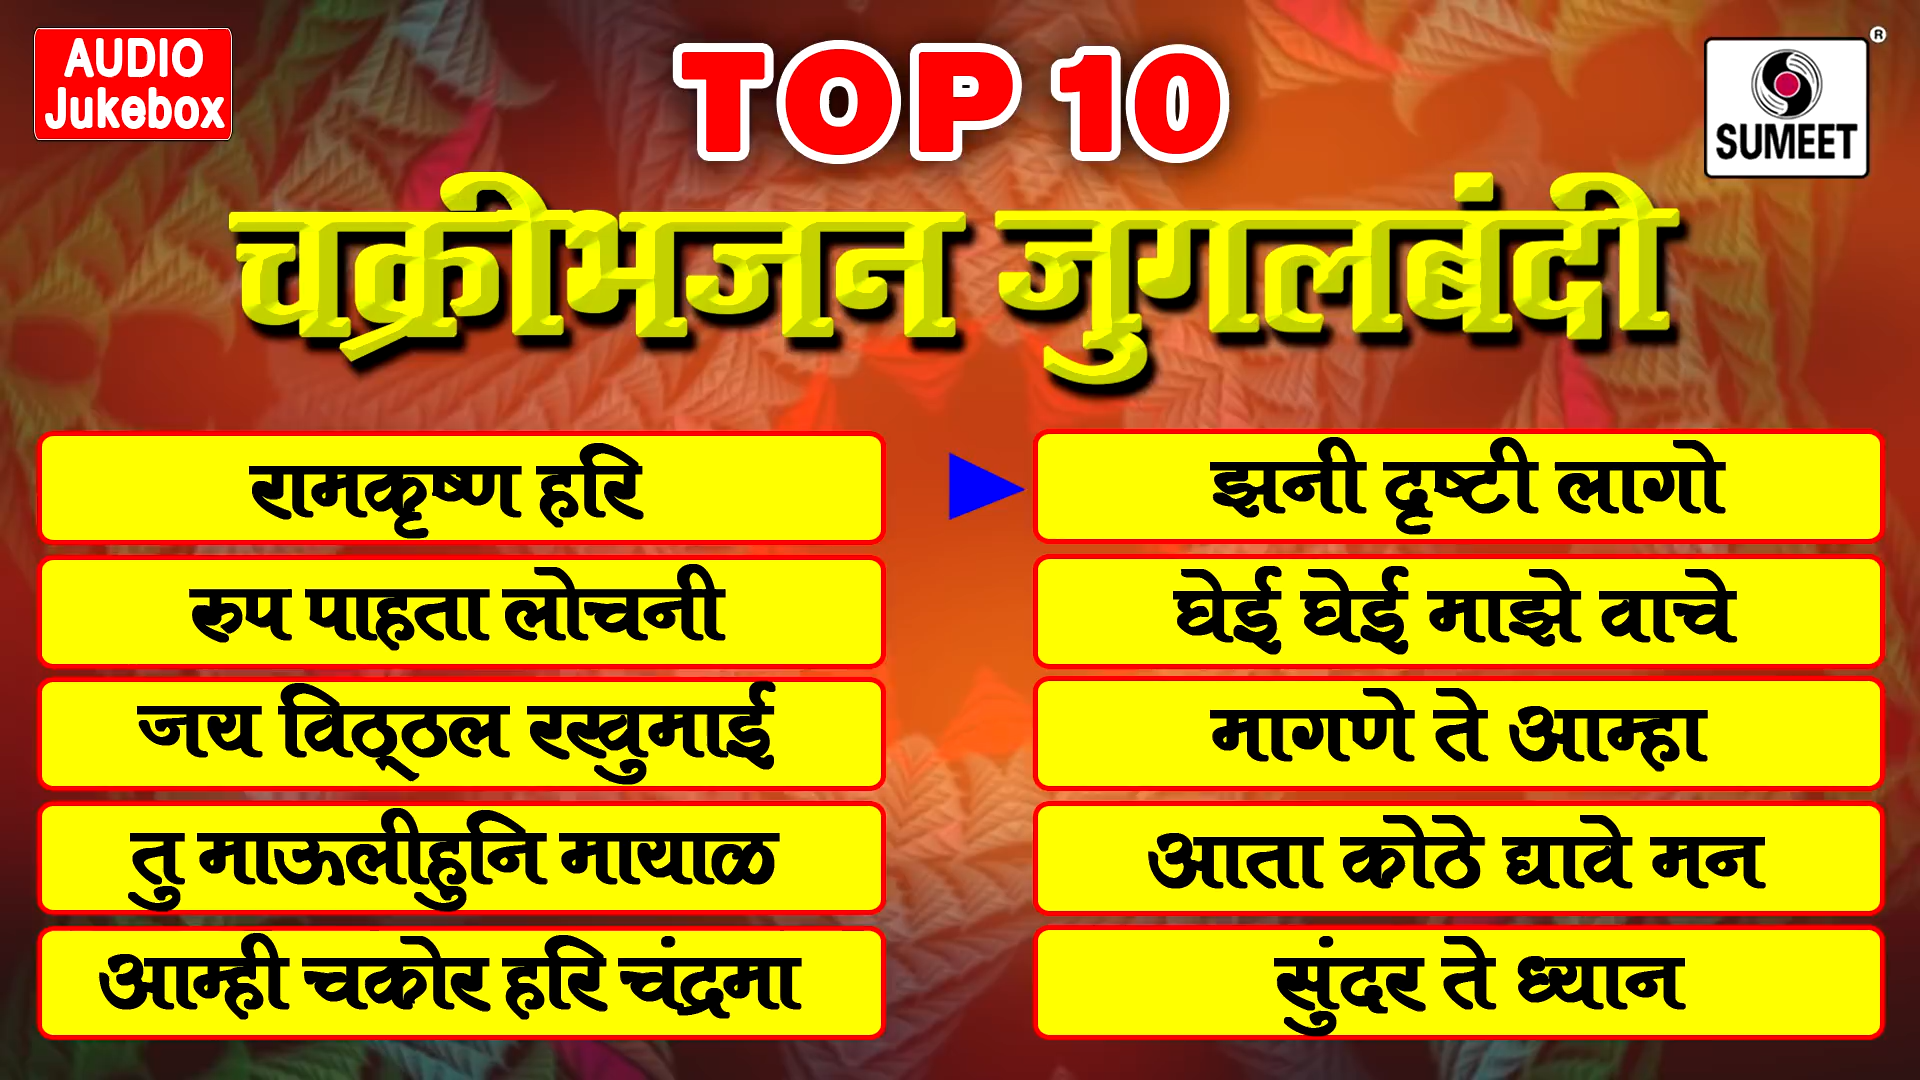 AUDIO
Jukebox
TOP 10
®
SUMEET
चक्रीभजन जुगलबंदी
रामकृष्ण हरि
रुप पाहता लोचनी
जय विठ्ठल रखुमाई
तु माऊलीहुनि मायाळ
आम्ही चकोर हरि चंद्रमा
झनी दृष्टी लागो
घेई घेई माझे वाचे
मागणे ते आम्हा
आता कोठे द्यावे मन
सुंदर ते ध्यान